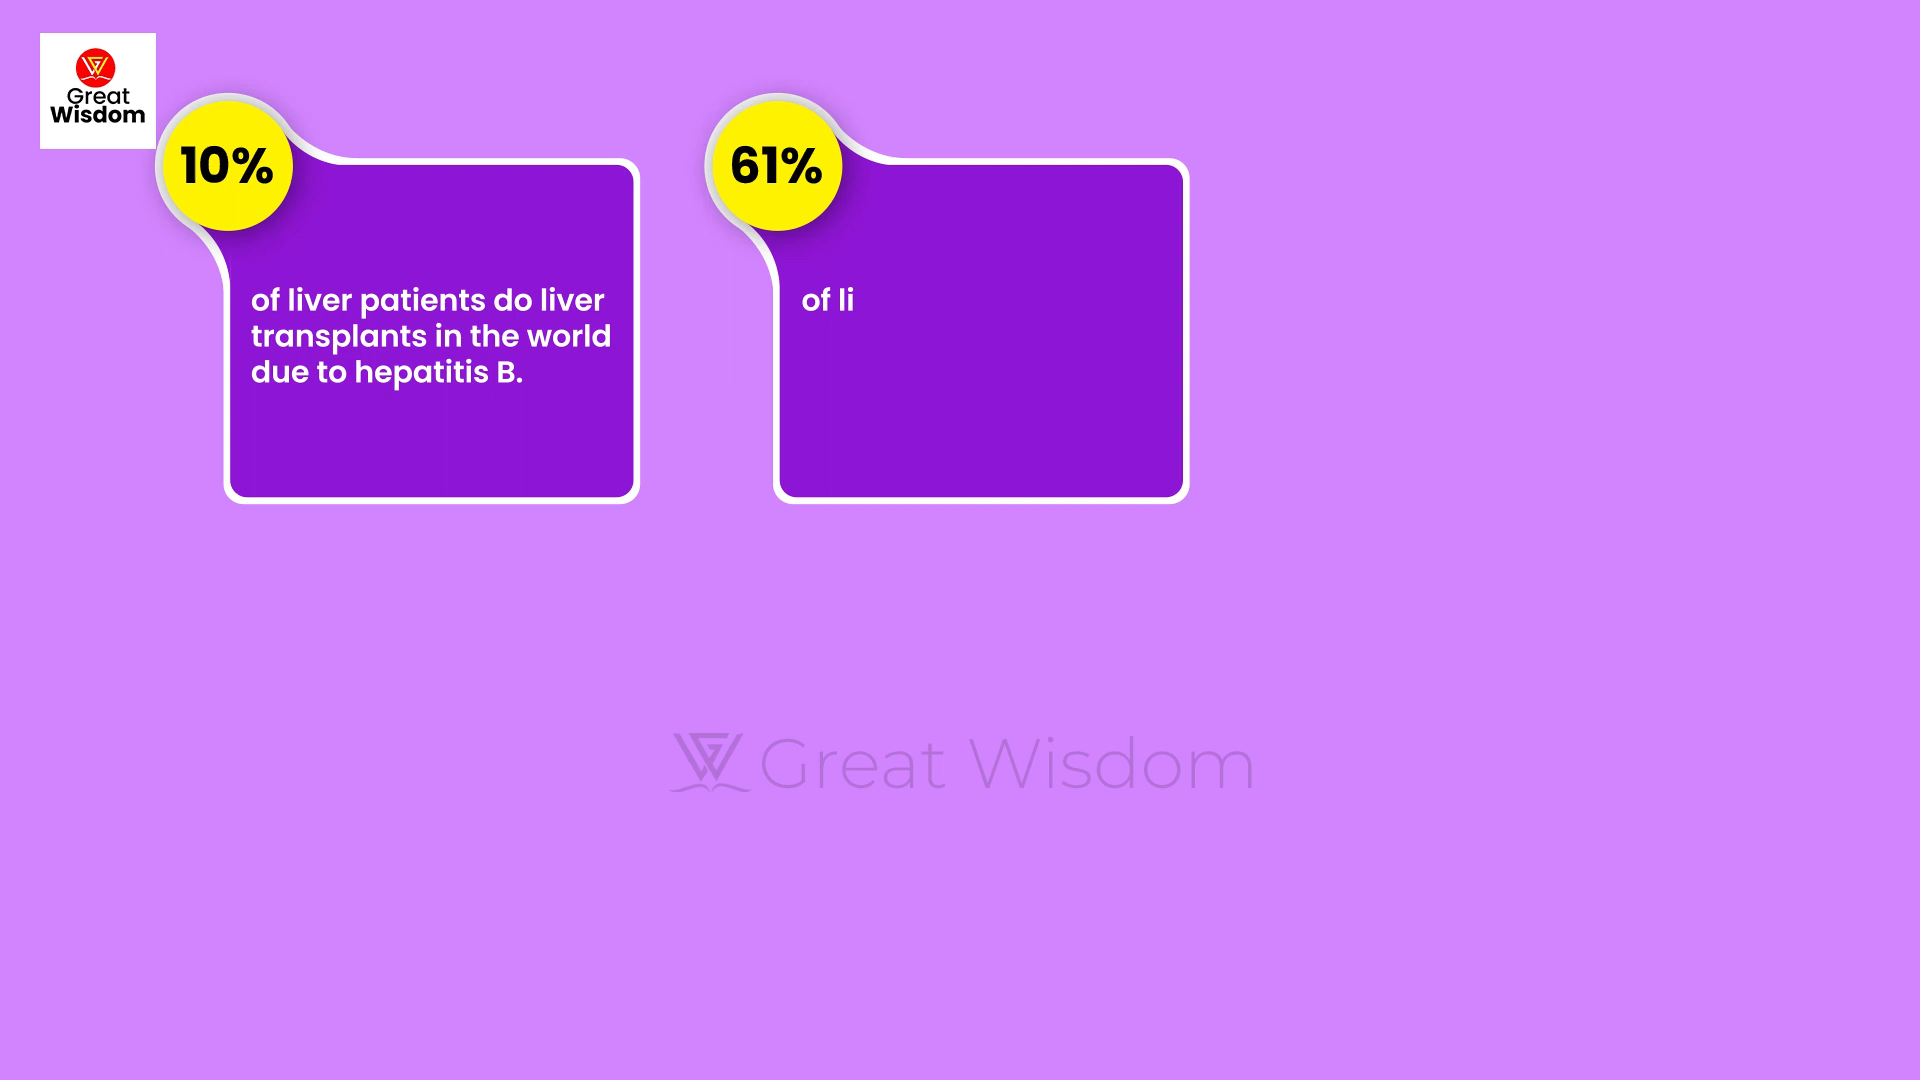 Great
Wisdom
10%
of liver patients do liver
transplants in the world
due to hepatitis B.
61%
of li
Great Wisdom